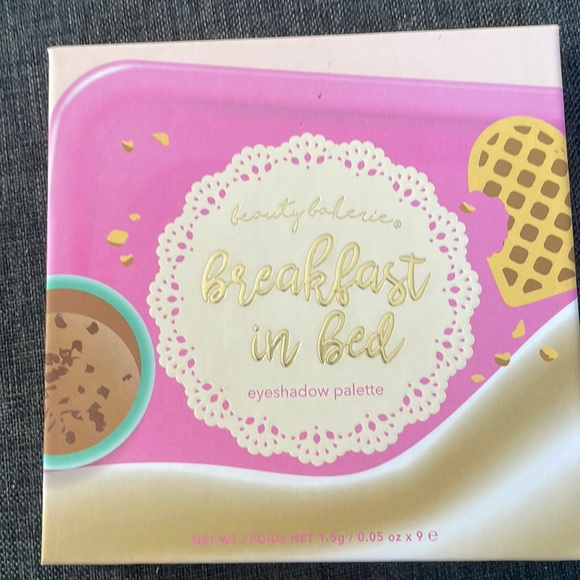 beauty bakerie®
breakfast
in bed
eyeshadow palette
NET WT / POIDS NET 1.5g / 0.05 oz x 9 ℮